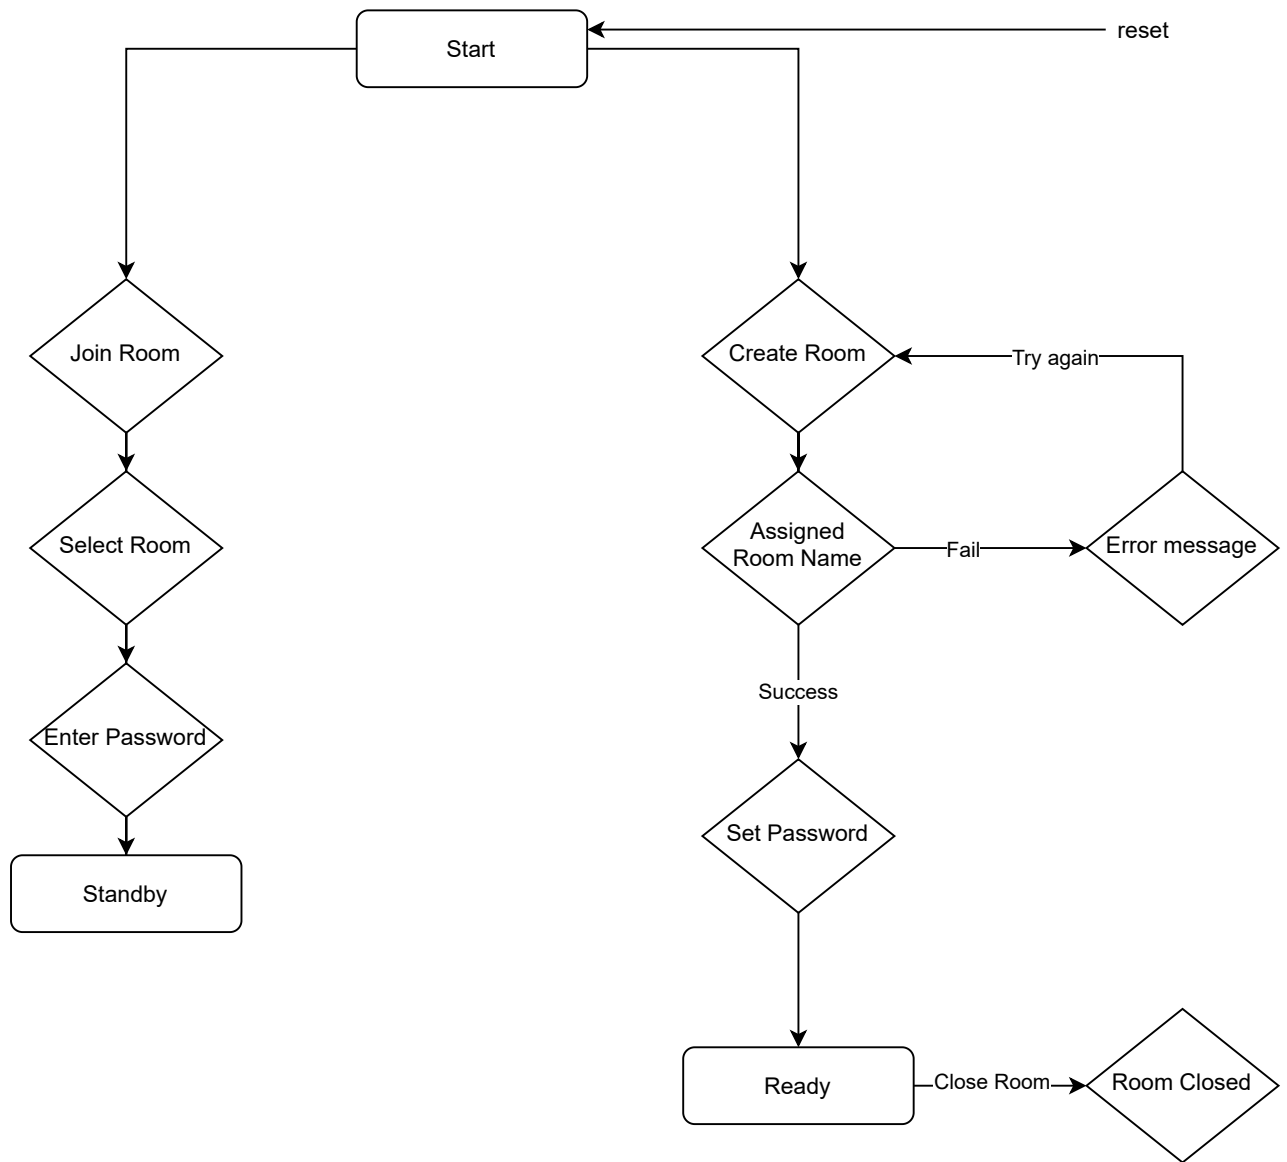 Start
reset
Join Room
Create Room
Try again
Select Room
Assigned
Room Name
Fail
Error message
Success
Enter Password
Set Password
Standby
Ready
Close Room
Room Closed